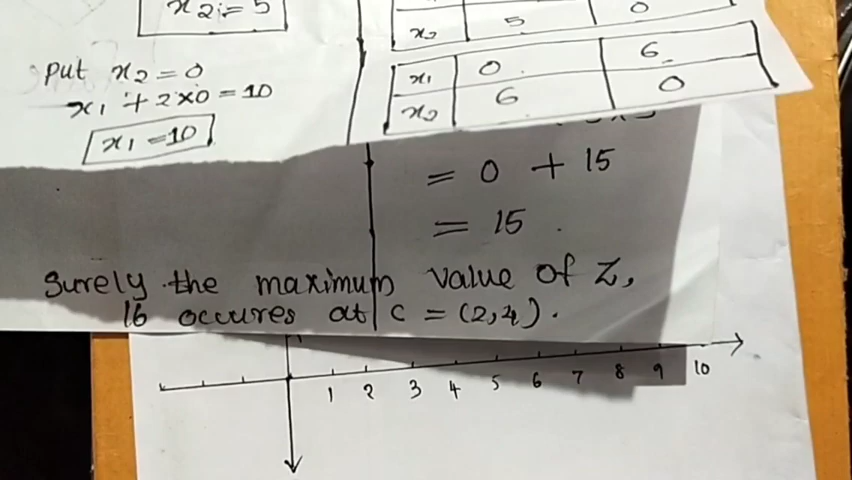 x₂ = 5
Put x₂ = 0
x₁ + 2×0 = 10
x₁ = 10
x₂ 5 0
x₁ 0 6
x₂ 6 0
= 0 + 15
= 15.
Surely the maximum value of Z,
16 occures at C = (2,4).
1 2 3 4 5 6 7 8 9 10